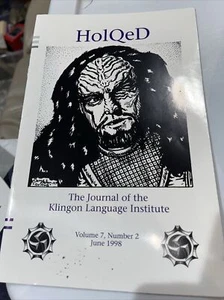 HolQeD
The Journal of the
Klingon Language Institute
Volume 7, Number 2
June 1998